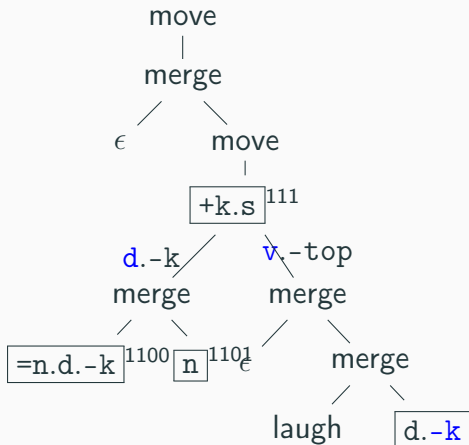 move
merge
ϵ move
+k.s 111
d.-k v.-top
merge merge
=n.d.-k 1100 n 1101 ϵ merge
laugh d.-k